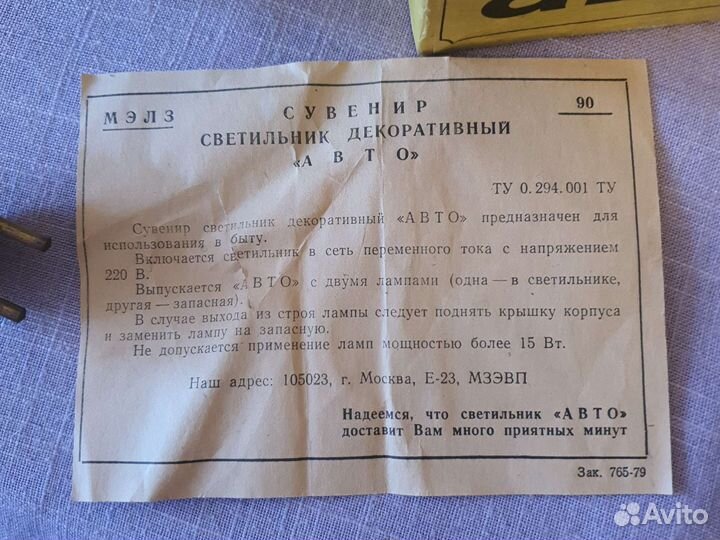 МЭЛЗ
СУВЕНИР
90
СВЕТИЛЬНИК ДЕКОРАТИВНЫЙ
«АВТО»
ТУ 0.294.001 ТУ
Сувенир светильник декоративный «АВТО» предназначен для
использования в быту.
Включается светильник в сеть переменного тока с напряжением
220 В.
Выпускается «АВТО» с двумя лампами (одна — в светильнике,
другая — запасная).
В случае выхода из строя лампы следует поднять крышку корпуса
и заменить лампу на запасную.
Не допускается применение ламп мощностью более 15 Вт.
Наш адрес: 105023, г. Москва, Е-23, МЗЭВП
Надеемся, что светильник «АВТО»
доставит Вам много приятных минут
Зак. 765-79
Avito